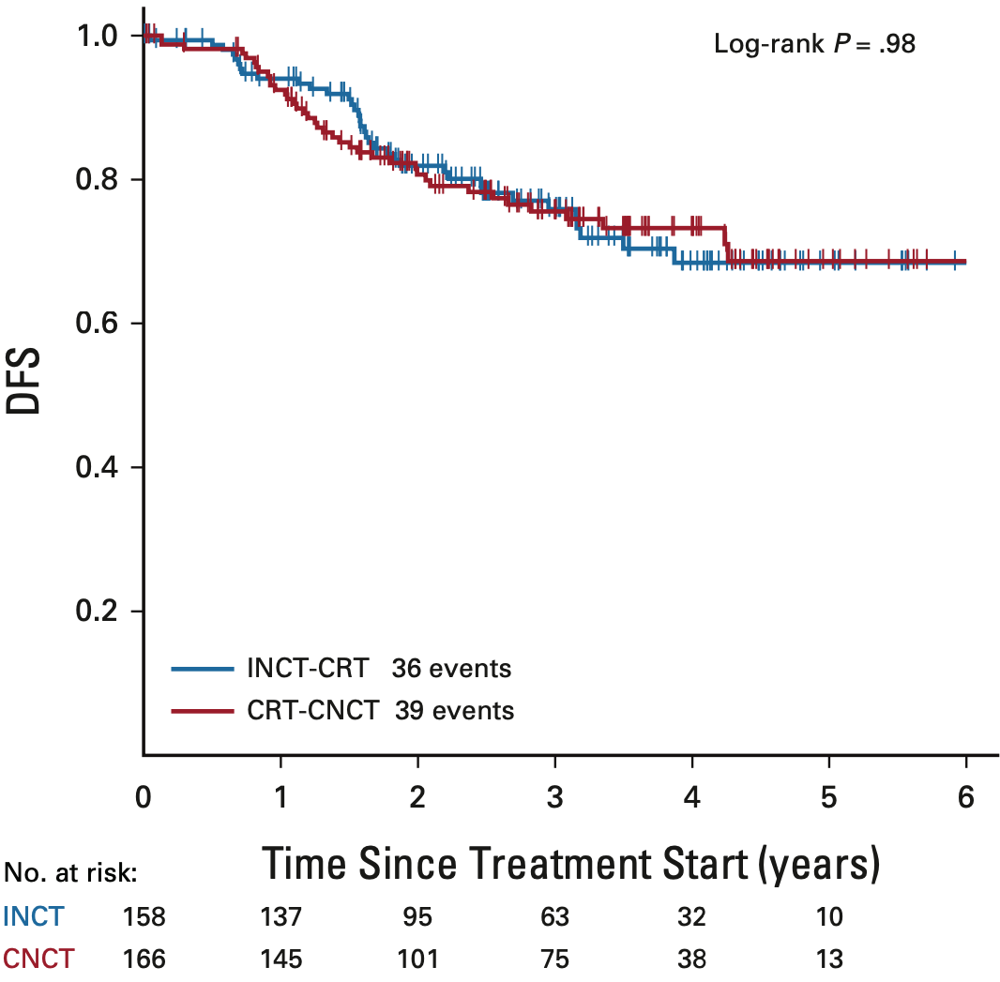 1.0
Log-rank P = .98
0.8
0.6
DFS
0.4
0.2
INCT-CRT 36 events
CRT-CNCT 39 events
0 1 2 3 4 5 6
Time Since Treatment Start (years)
No. at risk:
INCT 158 137 95 63 32 10
CNCT 166 145 101 75 38 13